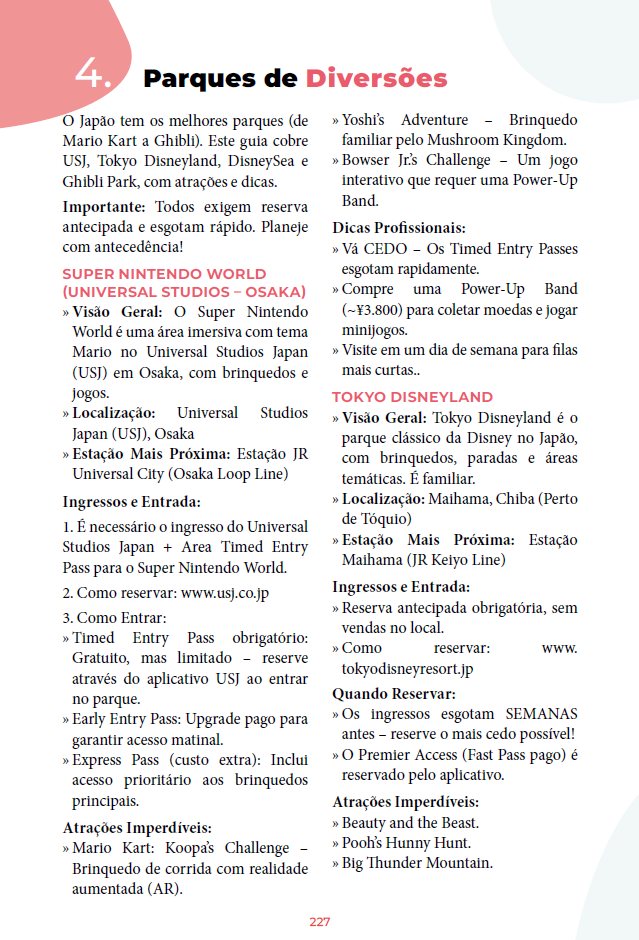 4.
Parques de Diversões
O Japão tem os melhores parques (de
Mario Kart a Ghibli). Este guia cobre
USJ, Tokyo Disneyland, DisneySea e
Ghibli Park, com atrações e dicas.
Importante: Todos exigem reserva
antecipada e esgotam rápido. Planeje
com antecedência!
SUPER NINTENDO WORLD
(UNIVERSAL STUDIOS – OSAKA)
» Visão Geral: O Super Nintendo
World é uma área imersiva com tema
Mario no Universal Studios Japan
(USJ) em Osaka, com brinquedos e
jogos.
» Localização: Universal Studios
Japan (USJ), Osaka
» Estação Mais Próxima: Estação JR
Universal City (Osaka Loop Line)
Ingressos e Entrada:
1. É necessário o ingresso do Universal
Studios Japan + Area Timed Entry
Pass para o Super Nintendo World.
2. Como reservar: www.usj.co.jp
3. Como Entrar:
» Timed Entry Pass obrigatório:
Gratuito, mas limitado – reserve
através do aplicativo USJ ao entrar
no parque.
» Early Entry Pass: Upgrade pago para
garantir acesso matinal.
» Express Pass (custo extra): Inclui
acesso prioritário aos brinquedos
principais.
Atrações Imperdíveis:
» Mario Kart: Koopa's Challenge –
Brinquedo de corrida com realidade
aumentada (AR).
» Yoshi's Adventure – Brinquedo
familiar pelo Mushroom Kingdom.
» Bowser Jr.'s Challenge – Um jogo
interativo que requer uma Power-Up
Band.
Dicas Profissionais:
» Vá CEDO – Os Timed Entry Passes
esgotam rapidamente.
» Compre uma Power-Up Band
(~¥3.800) para coletar moedas e jogar
minijogos.
» Visite em um dia de semana para filas
mais curtas..
TOKYO DISNEYLAND
» Visão Geral: Tokyo Disneyland é o
parque clássico da Disney no Japão,
com brinquedos, paradas e áreas
temáticas. É familiar.
» Localização: Maihama, Chiba (Perto
de Tóquio)
» Estação Mais Próxima: Estação
Maihama (JR Keiyo Line)
Ingressos e Entrada:
» Reserva antecipada obrigatória, sem
vendas no local.
» Como reservar: www.
tokyodisneyresort.jp
Quando Reservar:
» Os ingressos esgotam SEMANAS
antes – reserve o mais cedo possível!
» O Premier Access (Fast Pass pago) é
reservado pelo aplicativo.
Atrações Imperdíveis:
» Beauty and the Beast.
» Pooh's Hunny Hunt.
» Big Thunder Mountain.
227